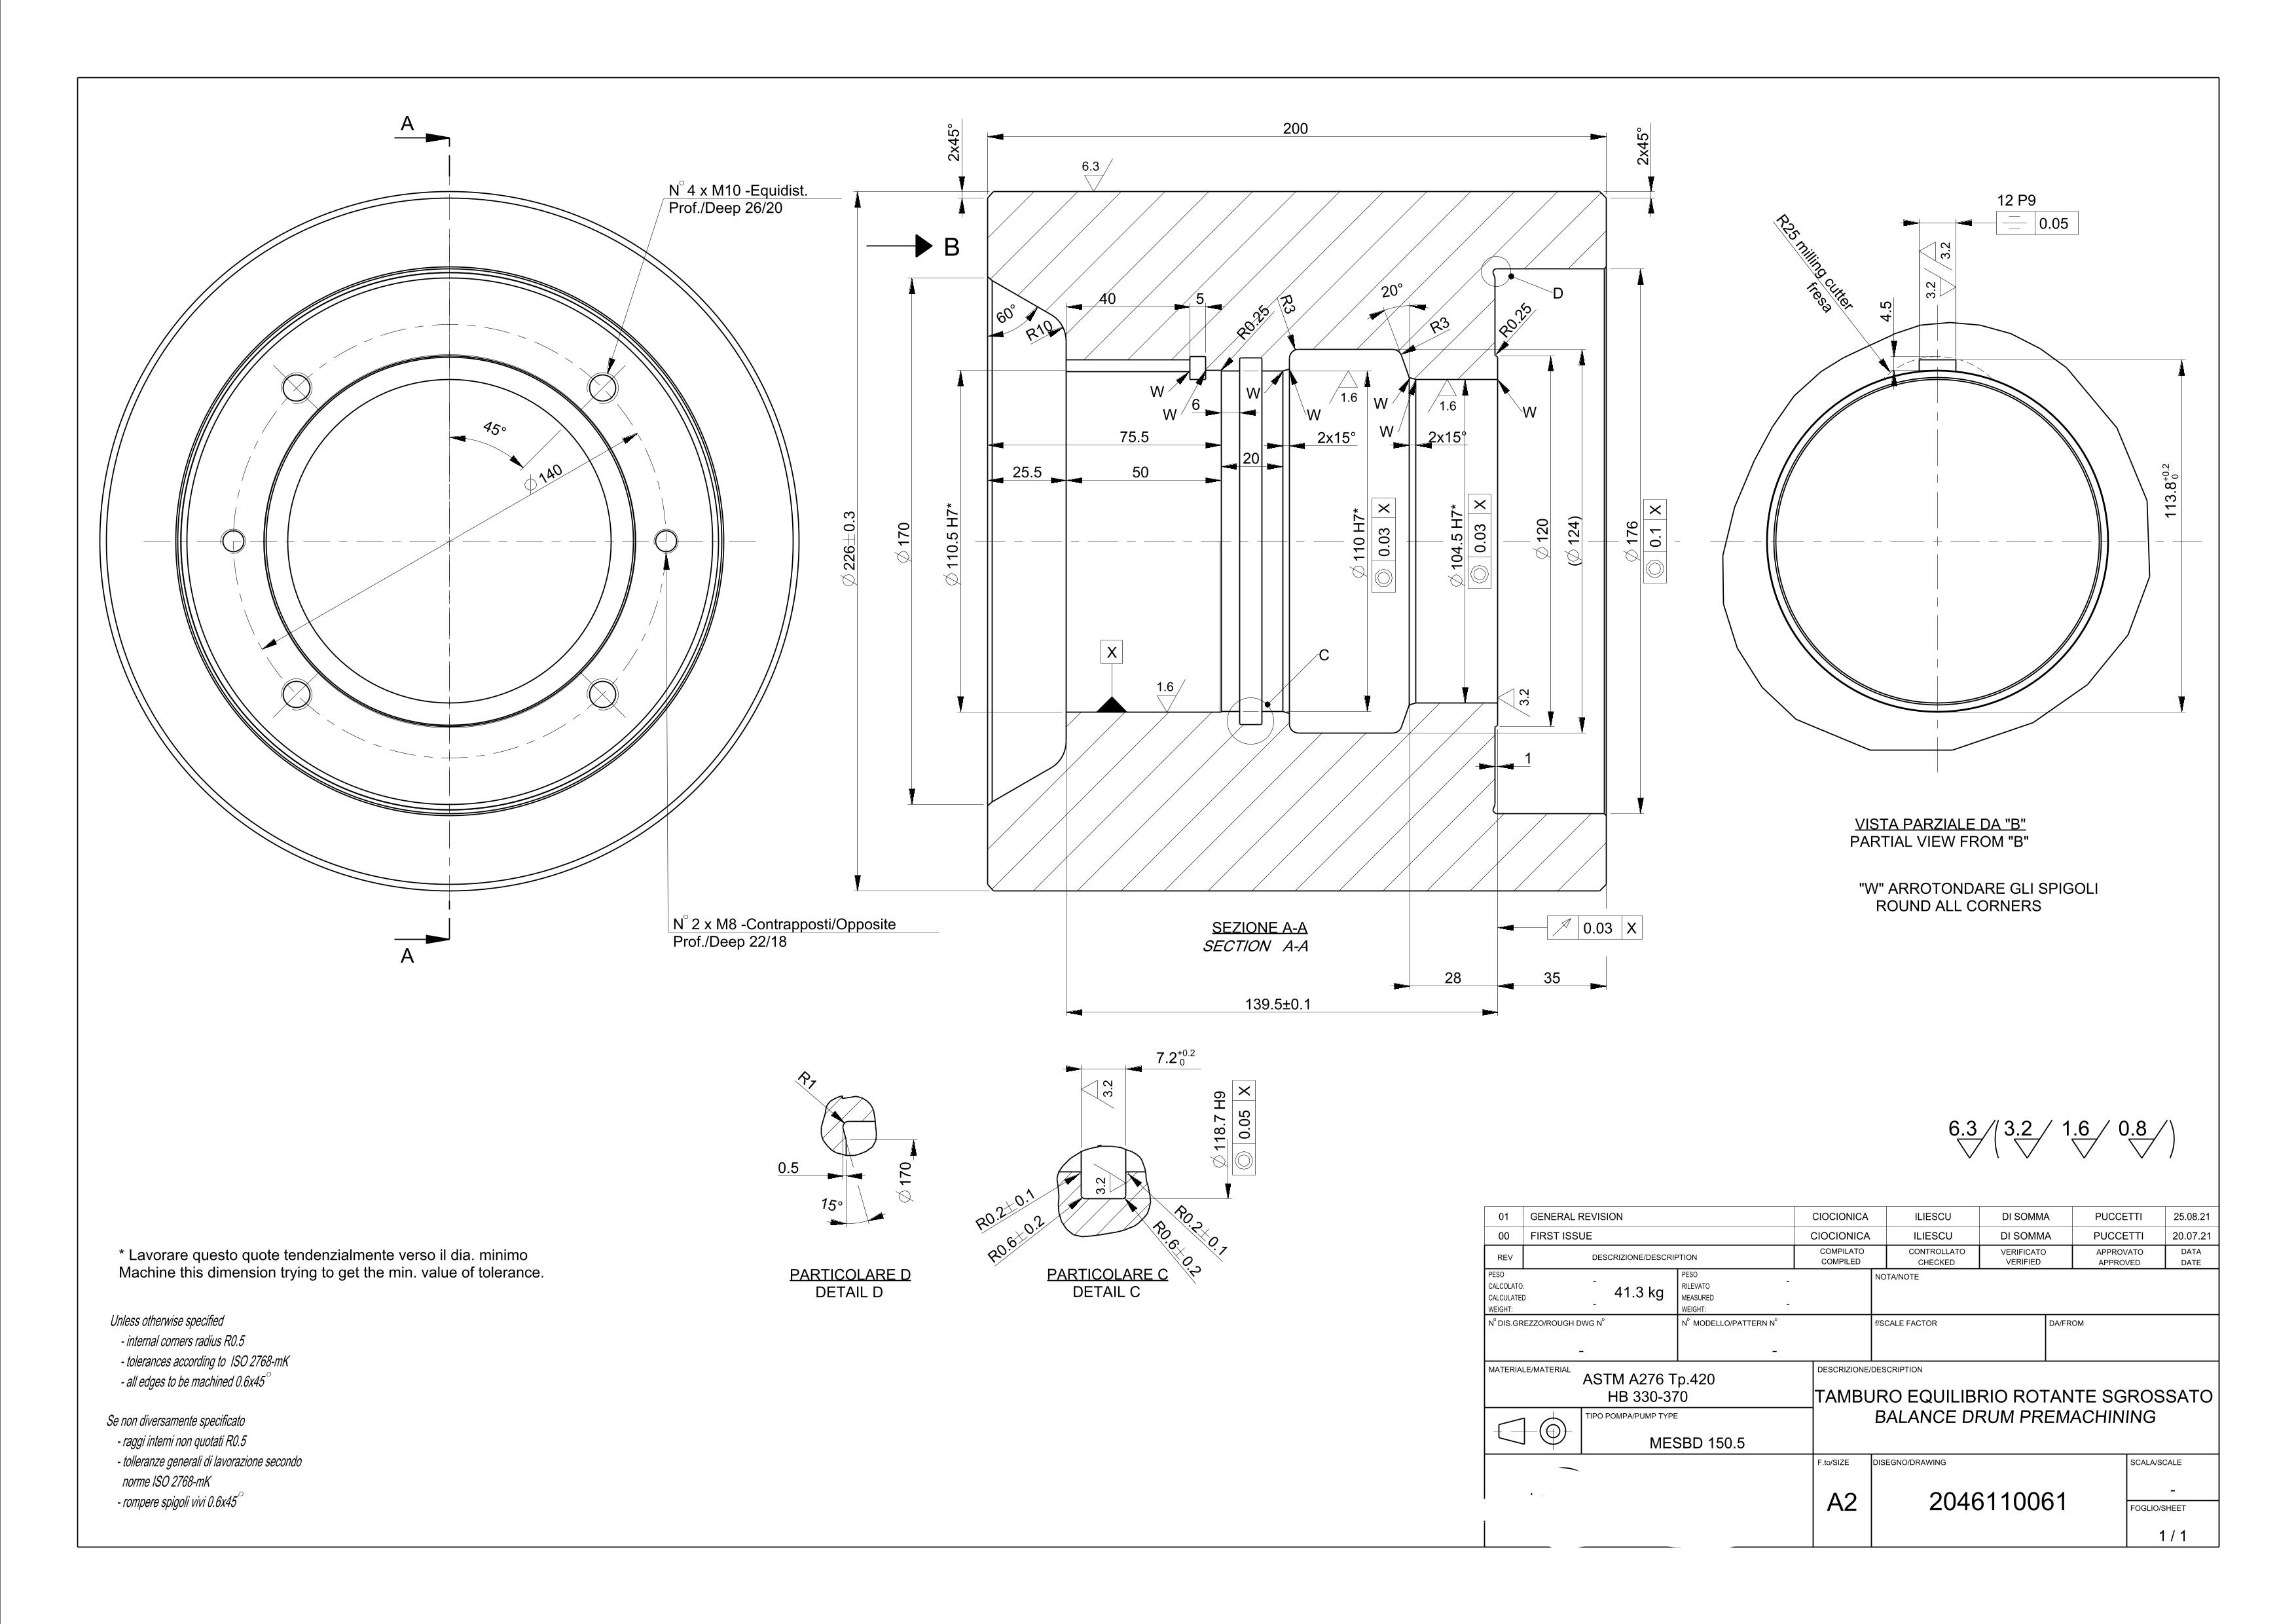 A
N° 4 x M10 -Equidist.
Prof./Deep 26/20
45°
∅ 140
N° 2 x M8 -Contrapposti/Opposite
Prof./Deep 22/18
A
200
2x45°
2x45°
6.3
B
60°
R10
40
5
R0.25
R3
20°
R3
R0.25
D
W
W
6
W
W
1.6
W
W
1.6
W
75.5
2x15°
2x15°
25.5
50
20
∅ 226± 0.3
∅ 170
∅ 110.5 H7*
∅ 110 H7*
0.03 X
∅ 104.5 H7*
0.03 X
∅ 120
(∅ 124)
∅ 176
0.1 X
X
1.6
C
3.2
1
SEZIONE A-A
SECTION A-A
0.03 X
28
35
139.5±0.1
12 P9
0.05
R25 milling cutter
fresa
3.2
3.2
4.5
113.8 +0.2 0
VISTA PARZIALE DA "B"
PARTIAL VIEW FROM "B"
"W" ARROTONDARE GLI SPIGOLI
ROUND ALL CORNERS
R1
0.5
15°
∅ 170
PARTICOLARE D
DETAIL D
7.2 +0.2 0
3.2
3.2
∅ 118.7 H9
0.05 X
R0.2± 0.1
R0.6± 0.2
R0.2± 0.1
R0.6± 0.2
PARTICOLARE C
DETAIL C
6.3 ( 3.2 1.6 0.8 )
* Lavorare questo quote tendenzialmente verso il dia. minimo
Machine this dimension trying to get the min. value of tolerance.
Unless otherwise specified
- internal corners radius R0.5
- tolerances according to ISO 2768-mK
- all edges to be machined 0.6x45°
Se non diversamente specificato
- raggi interni non quotati R0.5
- tolleranze generali di lavorazione secondo
norme ISO 2768-mK
- rompere spigoli vivi 0.6x45°
01 GENERAL REVISION CIOCIONICA ILIESCU DI SOMMA PUCCETTI 25.08.21
00 FIRST ISSUE CIOCIONICA ILIESCU DI SOMMA PUCCETTI 20.07.21
REV DESCRIZIONE/DESCRIPTION COMPILATO CONTROLLATO VERIFICATO APPROVATO DATA
COMPILED CHECKED VERIFIED APPROVED DATE
PESO - PESO - NOTA/NOTE
CALCOLATO: 41.3 kg RILEVATO
CALCULATED MEASURED
WEIGHT: - WEIGHT: -
N° DIS.GREZZO/ROUGH DWG N° N° MODELLO/PATTERN N° f/SCALE FACTOR DA/FROM
- -
MATERIALE/MATERIAL ASTM A276 Tp.420
HB 330-370
DESCRIZIONE/DESCRIPTION
TAMBURO EQUILIBRIO ROTANTE SGROSSATO
BALANCE DRUM PREMACHINING
TIPO POMPA/PUMP TYPE
MESBD 150.5
F.to/SIZE DISEGNO/DRAWING SCALA/SCALE
A2 2046110061 -
FOGLIO/SHEET
1 / 1